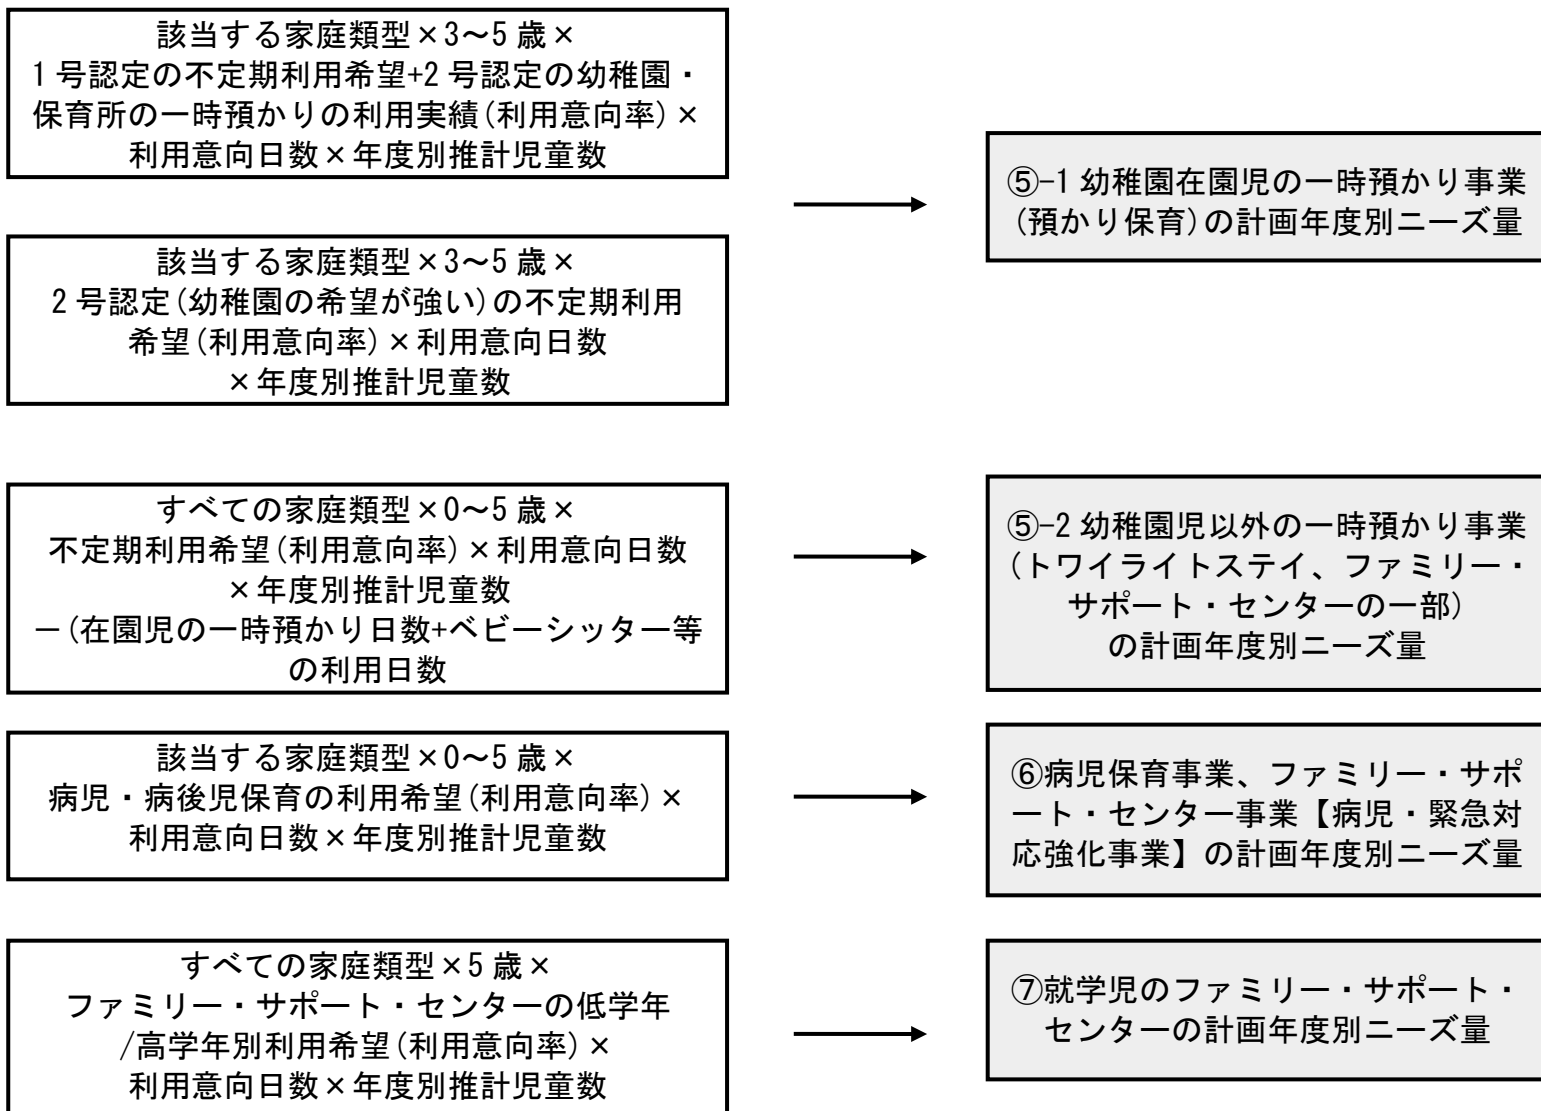 該当する家庭類型×3～5歳×
1号認定の不定期利用希望+2号認定の幼稚園・
保育所の一時預かりの利用実績(利用意向率)×
利用意向日数×年度別推計児童数
該当する家庭類型×3～5歳×
2号認定(幼稚園の希望が強い)の不定期利用
希望(利用意向率)×利用意向日数
×年度別推計児童数
⑤-1 幼稚園在園児の一時預かり事業
(預かり保育)の計画年度別ニーズ量
すべての家庭類型×0～5歳×
不定期利用希望(利用意向率)×利用意向日数
×年度別推計児童数
－(在園児の一時預かり日数+ベビーシッター等
の利用日数
⑤-2 幼稚園児以外の一時預かり事業
(トワイライトステイ、ファミリー・
サポート・センターの一部)
の計画年度別ニーズ量
該当する家庭類型×0～5歳×
病児・病後児保育の利用希望(利用意向率)×
利用意向日数×年度別推計児童数
⑥病児保育事業、ファミリー・サポ
ート・センター事業【病児・緊急対
応強化事業】の計画年度別ニーズ量
すべての家庭類型×5歳×
ファミリー・サポート・センターの低学年
/高学年別利用希望(利用意向率)×
利用意向日数×年度別推計児童数
⑦就学児のファミリー・サポート・
センターの計画年度別ニーズ量